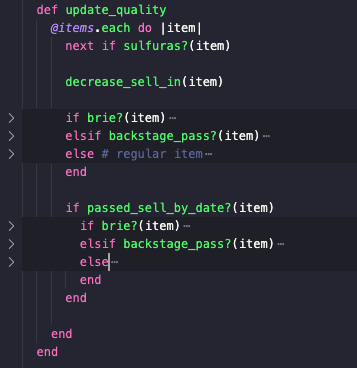 def update_quality
@items.each do |item|
next if sulfuras?(item)
decrease_sell_in(item)
if brie?(item)⋯
elsif backstage_pass?(item)⋯
else # regular item⋯
end
if passed_sell_by_date?(item)
if brie?(item)⋯
elsif backstage_pass?(item)⋯
else⋯
end
end
end
end